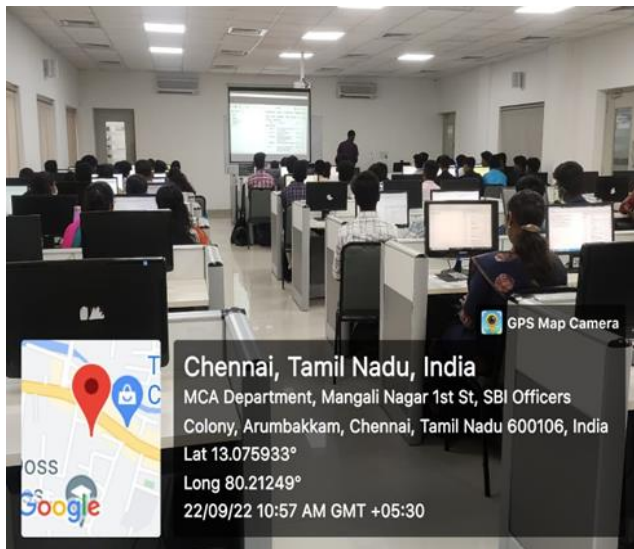 GPS Map Camera
Chennai, Tamil Nadu, India
MCA Department, Mangali Nagar 1st St, SBI Officers
Colony, Arumbakkam, Chennai, Tamil Nadu 600106, India
Lat 13.075933°
Long 80.21249°
22/09/22 10:57 AM GMT +05:30
T
C
OSS
Google